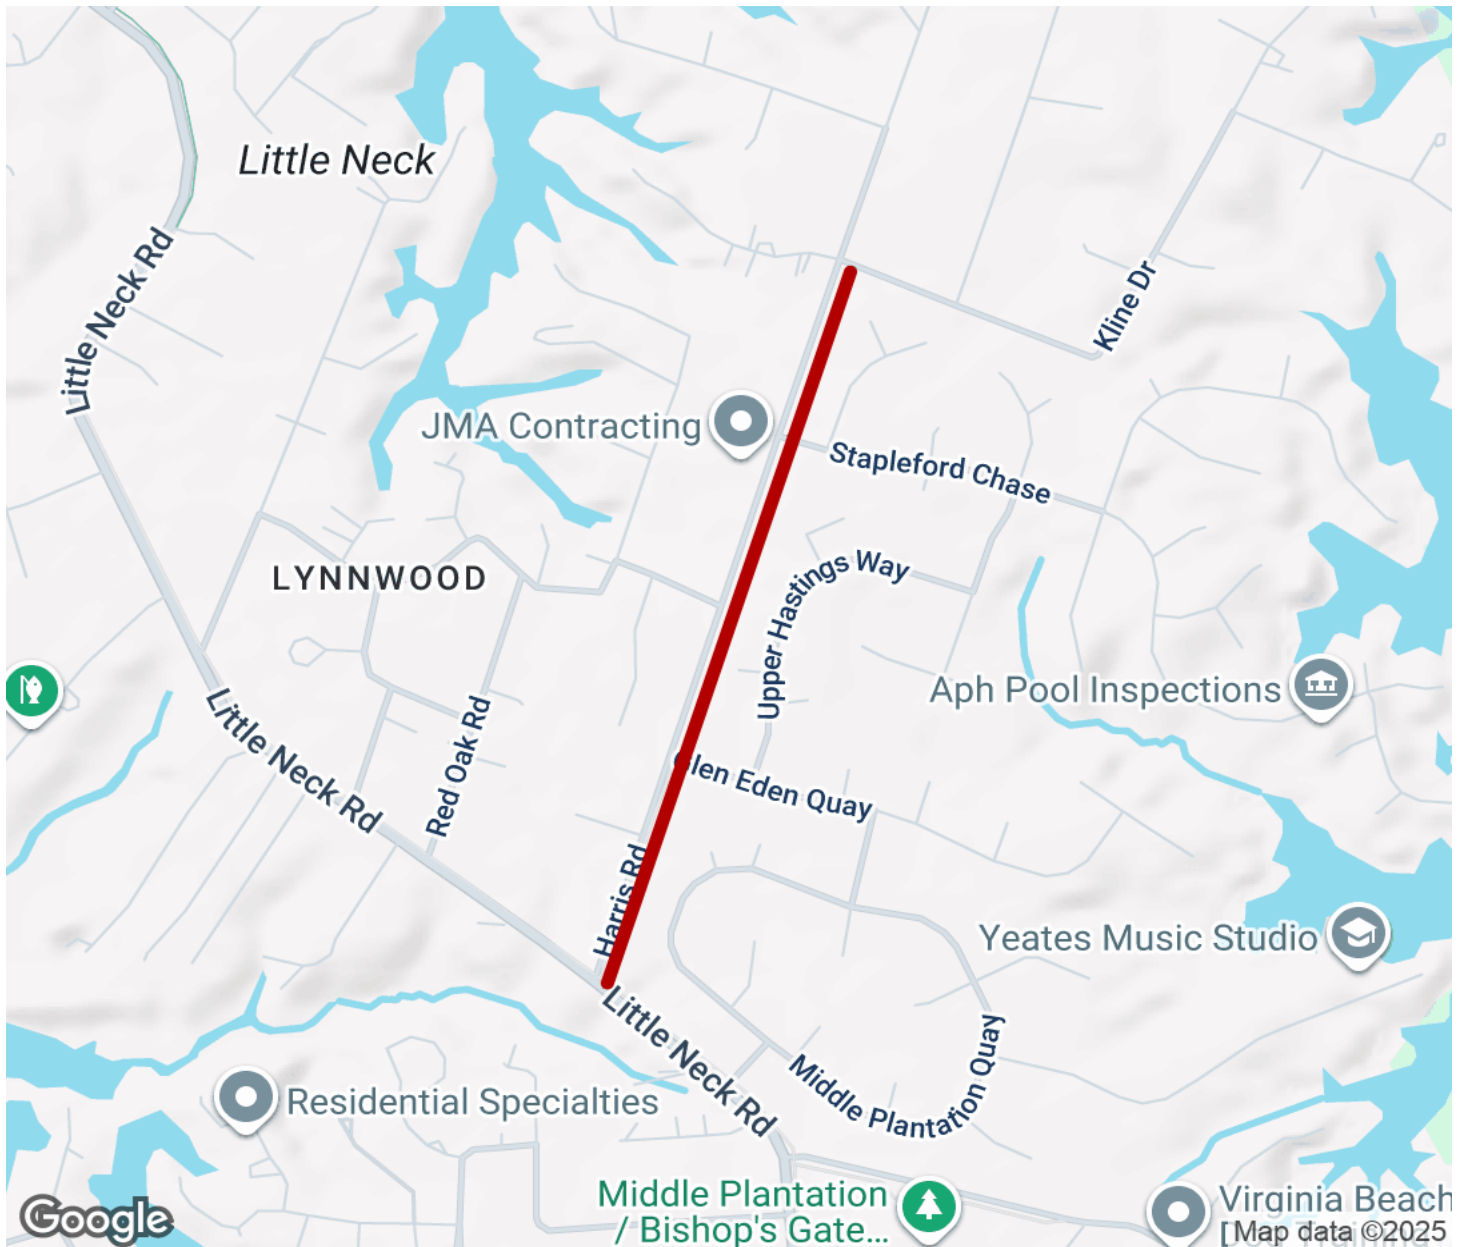 Little Neck
Little Neck Rd
Kline Dr
JMA Contracting
Stapleford Chase
LYNNWOOD
Upper Hastings Way
Aph Pool Inspections
Little Neck Rd
Red Oak Rd
Glen Eden Quay
Harris Rd
Yeates Music Studio
Little Neck Rd
Middle Plantation Quay
Residential Specialties
Middle Plantation
/ Bishop's Gate...
Virginia Beach
Google
Map data ©2025